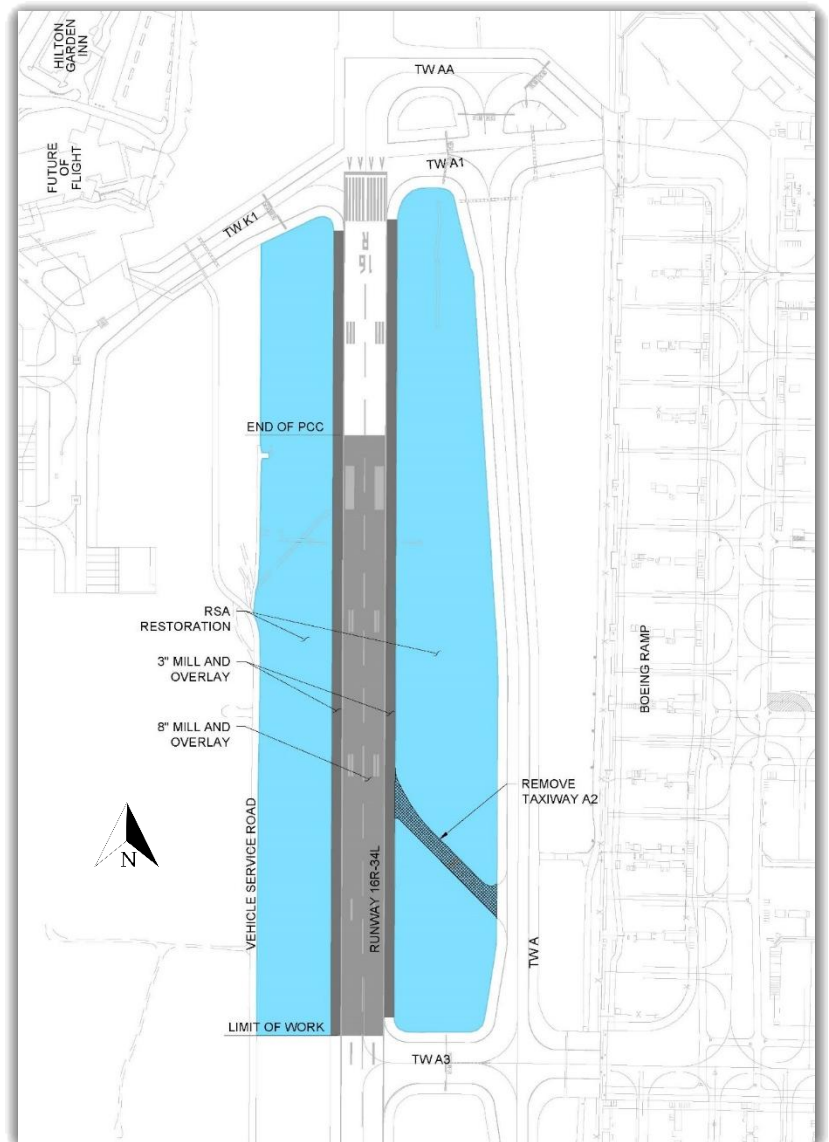 HILTON
GARDEN
INN
FUTURE
OF
FLIGHT
TW AA
TW A1
TW K1
16
R
END OF PCC
RSA
RESTORATION
3" MILL AND
OVERLAY
8" MILL AND
OVERLAY
BOEING RAMP
REMOVE
TAXIWAY A2
N
VEHICLE SERVICE ROAD
RUNWAY 16R-34L
TW A
LIMIT OF WORK
TW A3